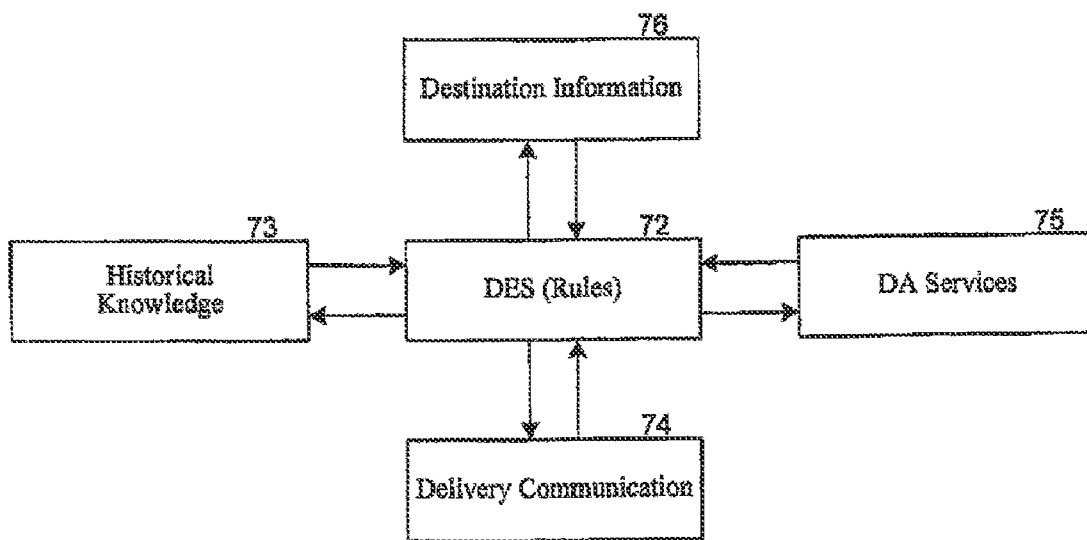 76
Destination Information
73
Historical
Knowledge
72
DES (Rules)
75
DA Services
74
Delivery Communication